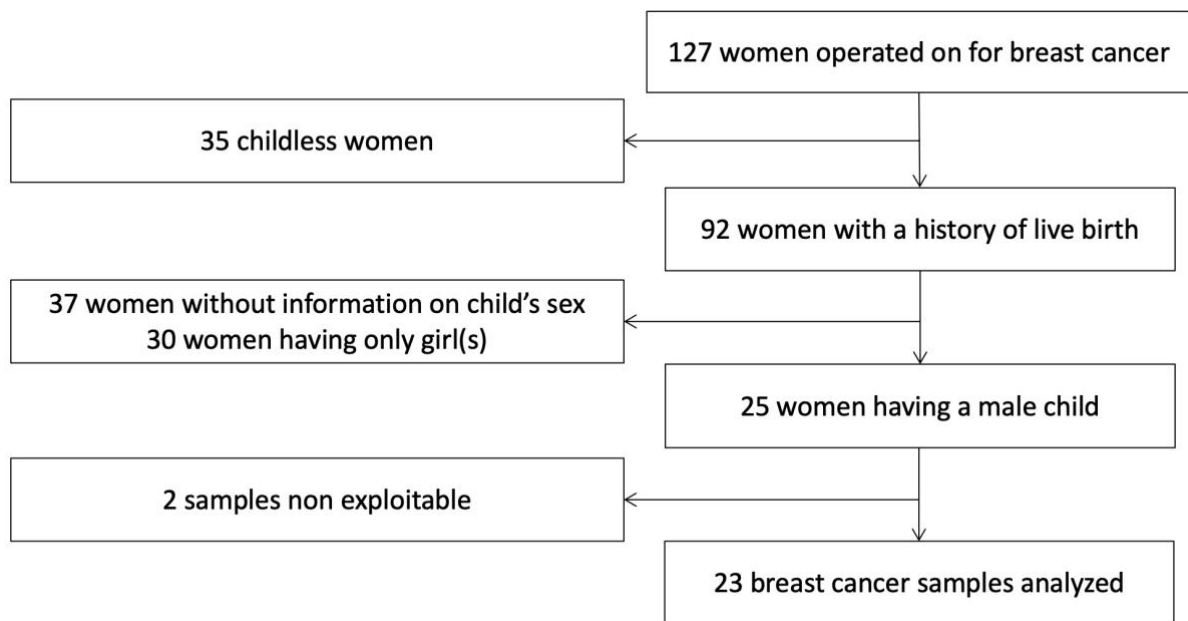 127 women operated on for breast cancer
35 childless women
92 women with a history of live birth
37 women without information on child’s sex
30 women having only girl(s)
25 women having a male child
2 samples non exploitable
23 breast cancer samples analyzed